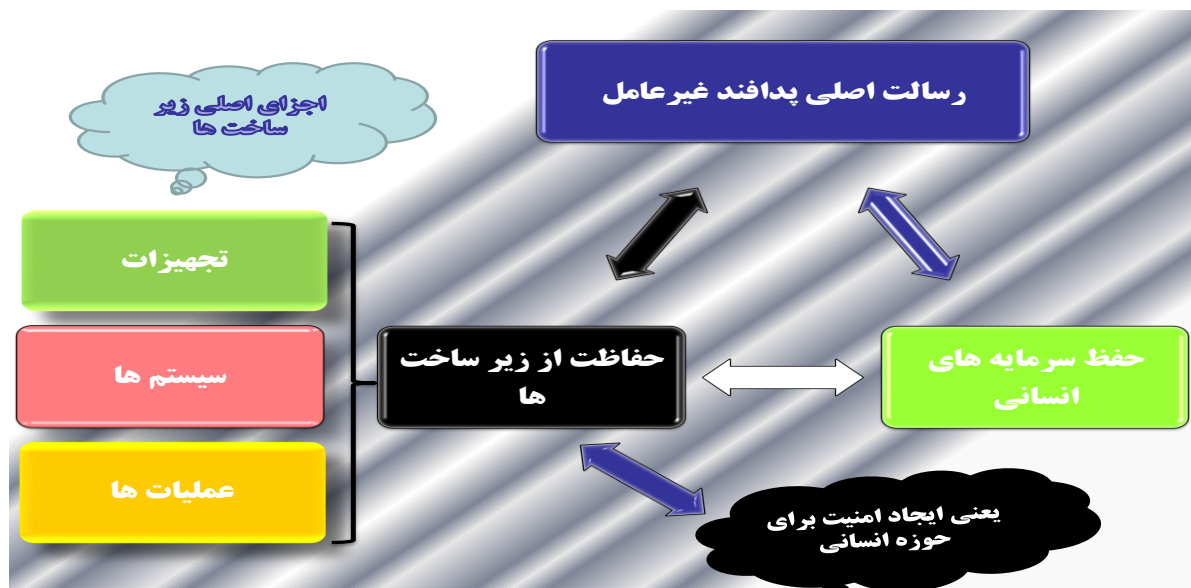 رسالت اصلی پدافند غیرعامل
اجزای اصلی زیر
ساخت ها
تجهیزات
حفظ سرمایه های
انسانی
حفاظت از زیر ساخت
ها
سیستم ها
عملیات ها
یعنی ایجاد امنیت برای
حوزه انسانی